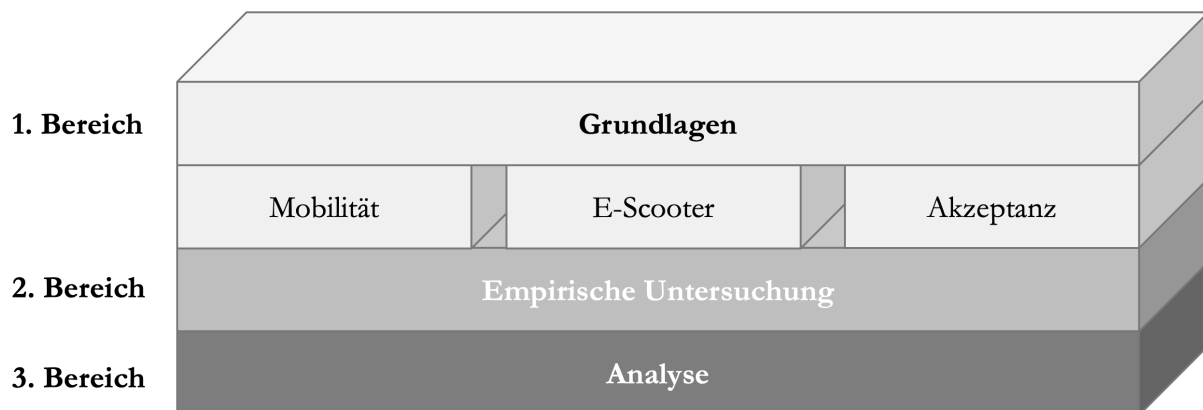 1. Bereich
Grundlagen
Mobilität
E-Scooter
Akzeptanz
2. Bereich
Empirische Untersuchung
3. Bereich
Analyse